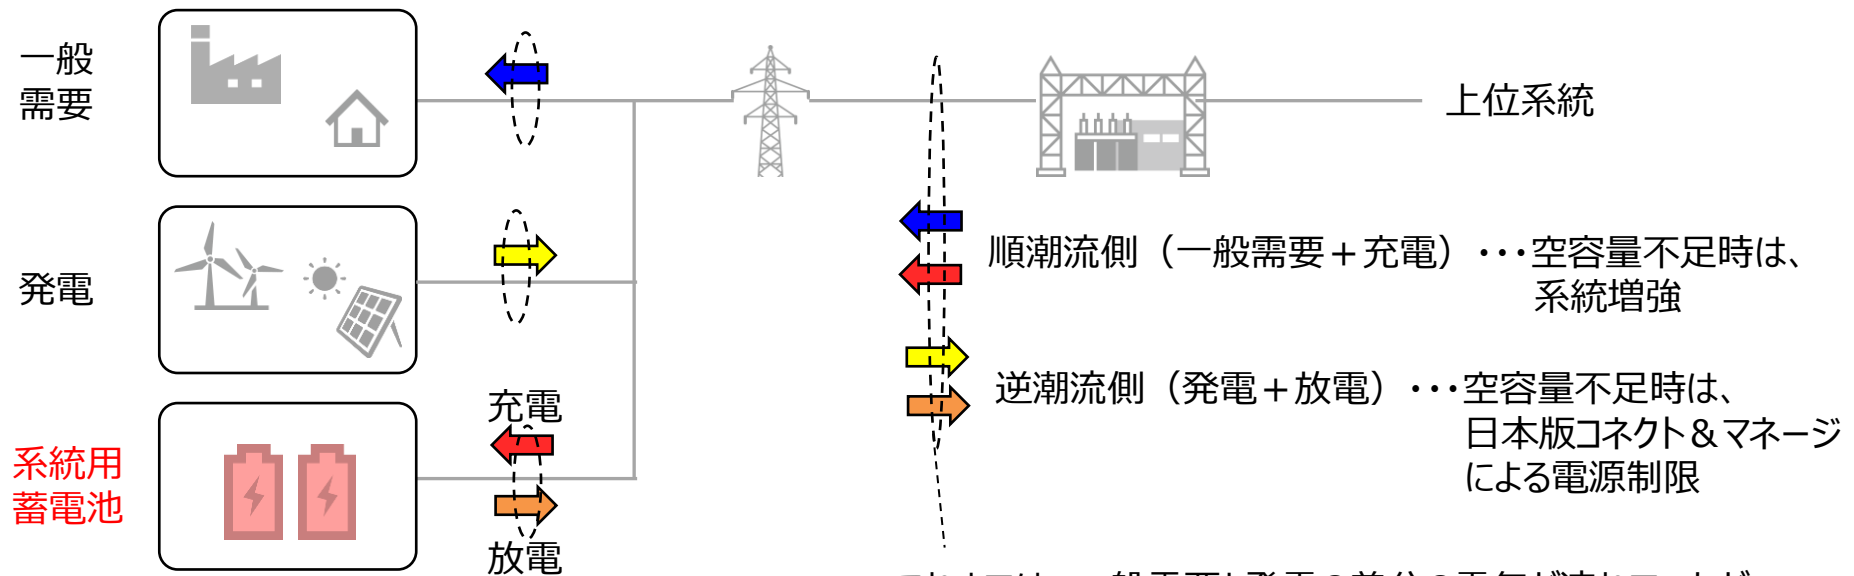 一般
需要
上位系統
発電
順潮流側（一般需要＋充電）・・・空容量不足時は、
系統増強
逆潮流側（発電＋放電）・・・空容量不足時は、
日本版コネクト＆マネージ
による電源制限
充電
系統用
蓄電池
放電